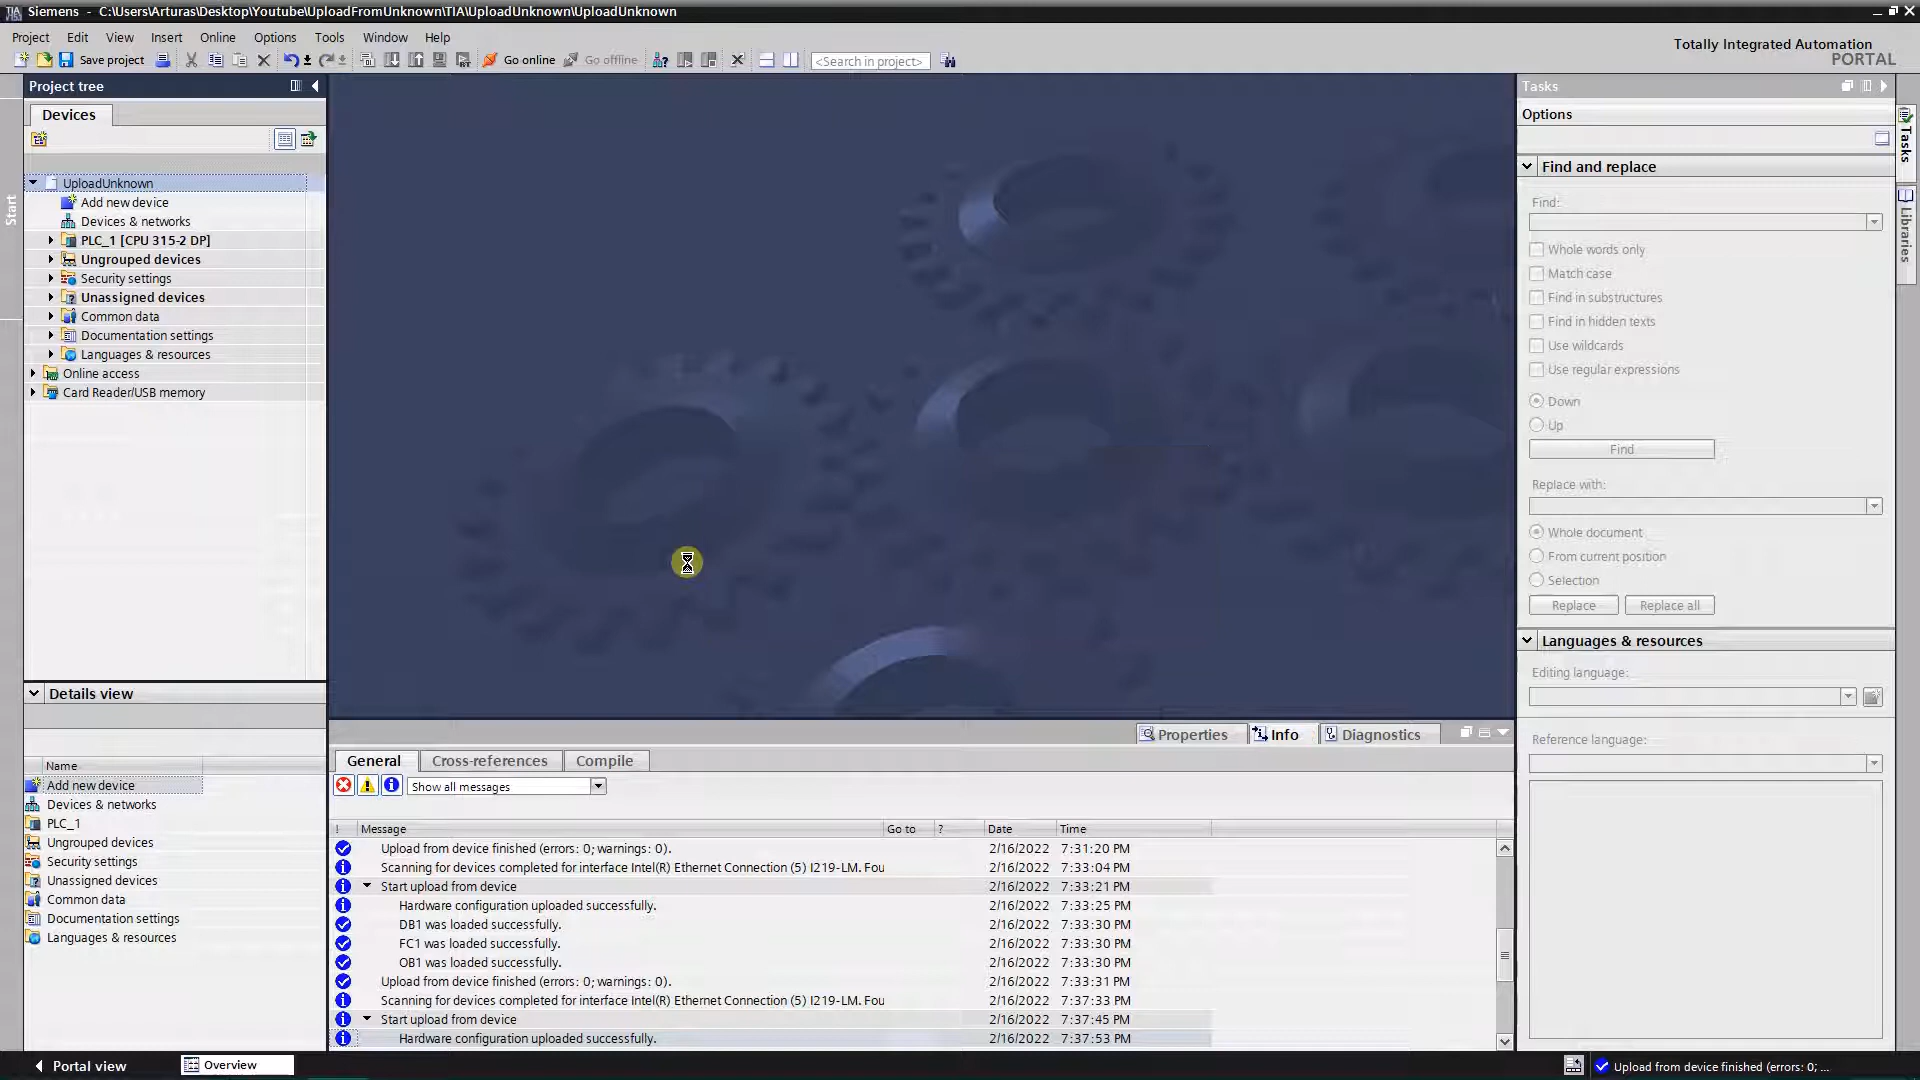 Siemens - C:\Users\Arturas\Desktop\Youtube\UploadFromUnknown\TIA\UploadUnknown\UploadUnknown
Project Edit View Insert Online Options Tools Window Help
Totally Integrated Automation
PORTAL
Save project
Go online
Go offline
<Search in project>
Project tree
Devices
Start
UploadUnknown
Add new device
Devices & networks
PLC_1 [CPU 315-2 DP]
Ungrouped devices
Security settings
Unassigned devices
Common data
Documentation settings
Languages & resources
Online access
Card Reader/USB memory
Details view
Name
Add new device
Devices & networks
PLC_1
Ungrouped devices
Security settings
Unassigned devices
Common data
Documentation settings
Languages & resources
Properties
Info
Diagnostics
General
Cross-references
Compile
Show all messages
! Message Go to ? Date Time
Upload from device finished (errors: 0; warnings: 0). 2/16/2022 7:31:20 PM
Scanning for devices completed for interface Intel(R) Ethernet Connection (5) I219-LM. Fou 2/16/2022 7:33:04 PM
Start upload from device 2/16/2022 7:33:21 PM
Hardware configuration uploaded successfully. 2/16/2022 7:33:25 PM
DB1 was loaded successfully. 2/16/2022 7:33:30 PM
FC1 was loaded successfully. 2/16/2022 7:33:30 PM
OB1 was loaded successfully. 2/16/2022 7:33:30 PM
Upload from device finished (errors: 0; warnings: 0). 2/16/2022 7:33:31 PM
Scanning for devices completed for interface Intel(R) Ethernet Connection (5) I219-LM. Fou 2/16/2022 7:37:33 PM
Start upload from device 2/16/2022 7:37:45 PM
Hardware configuration uploaded successfully. 2/16/2022 7:37:53 PM
Tasks
Options
Find and replace
Find:
Whole words only
Match case
Find in substructures
Find in hidden texts
Use wildcards
Use regular expressions
Down
Up
Find
Replace with:
Whole document
From current position
Selection
Replace
Replace all
Languages & resources
Editing language:
Reference language:
Tasks
Libraries
Portal view
Overview
Upload from device finished (errors: 0; ...